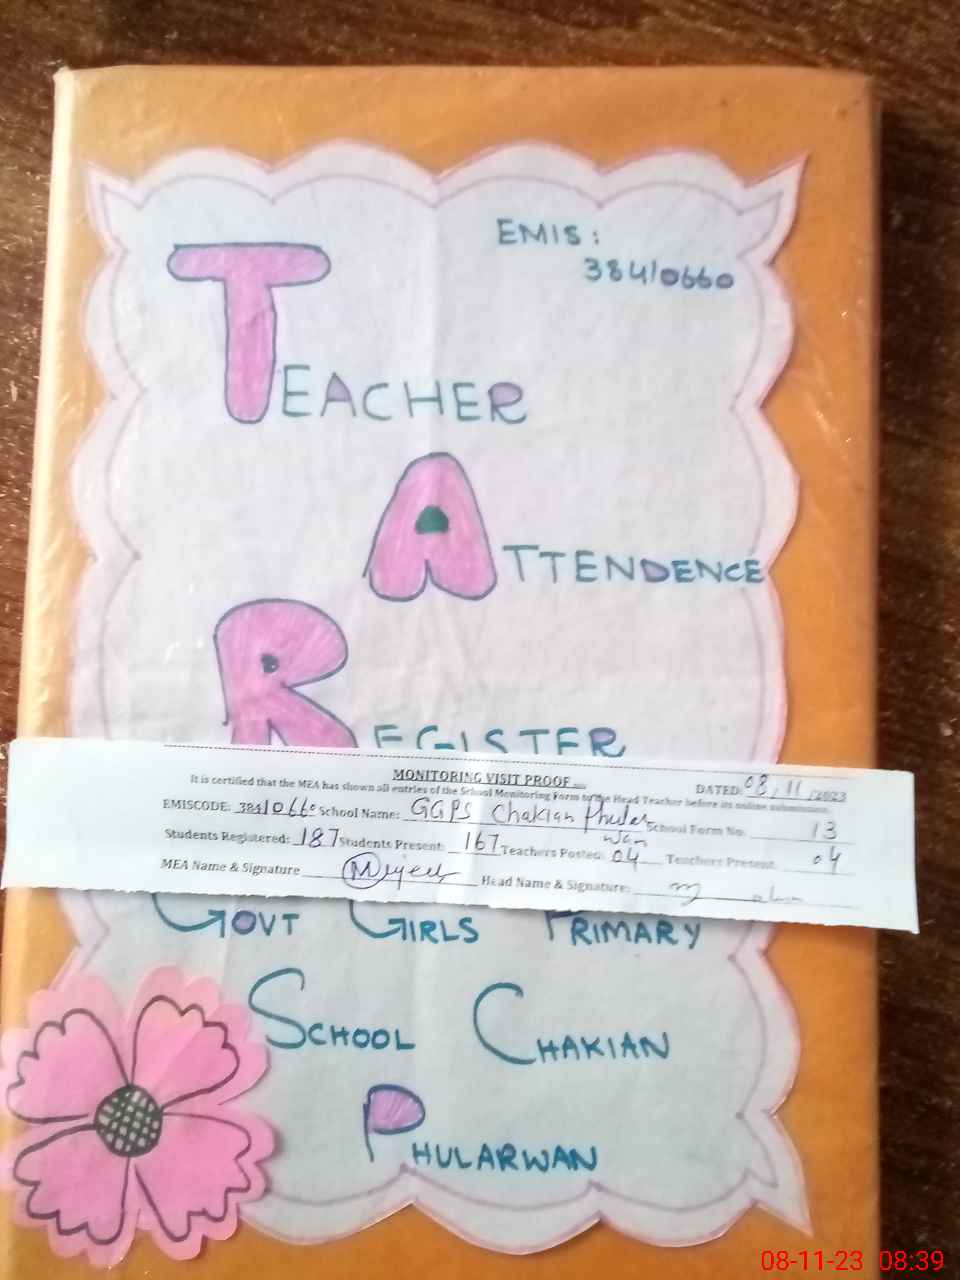 EMIS:
38410660
TEACHER
ATTENDENCE
REGISTER
MONITORING VISIT PROOF
DATED: 08, 11, /2023
It is certified that the MEA has shown all entries of the School Monitoring Form to the Head Teacher before its online submission.
EMISCODE: 38410660 School Name: GGPS Chakian Phularwan School Form No: 13
Students Registered: 187 Students Present: 167 Teachers Posted: 04 Teachers Present: 04
MEA Name & Signature Head Name & Signature:
GOVT GIRLS PRIMARY
SCHOOL CHAKIAN
PHULARWAN
08-11-23 08:39